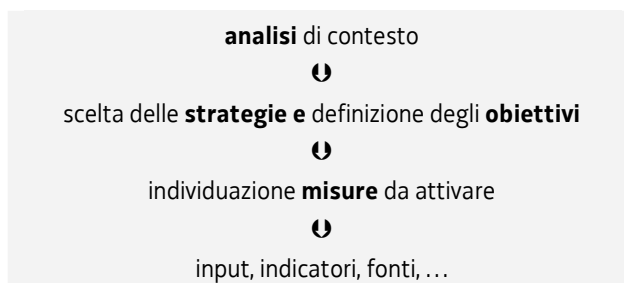 analisi di contesto
scelta delle strategie e definizione degli obiettivi
individuazione misure da attivare
input, indicatori, fonti, …